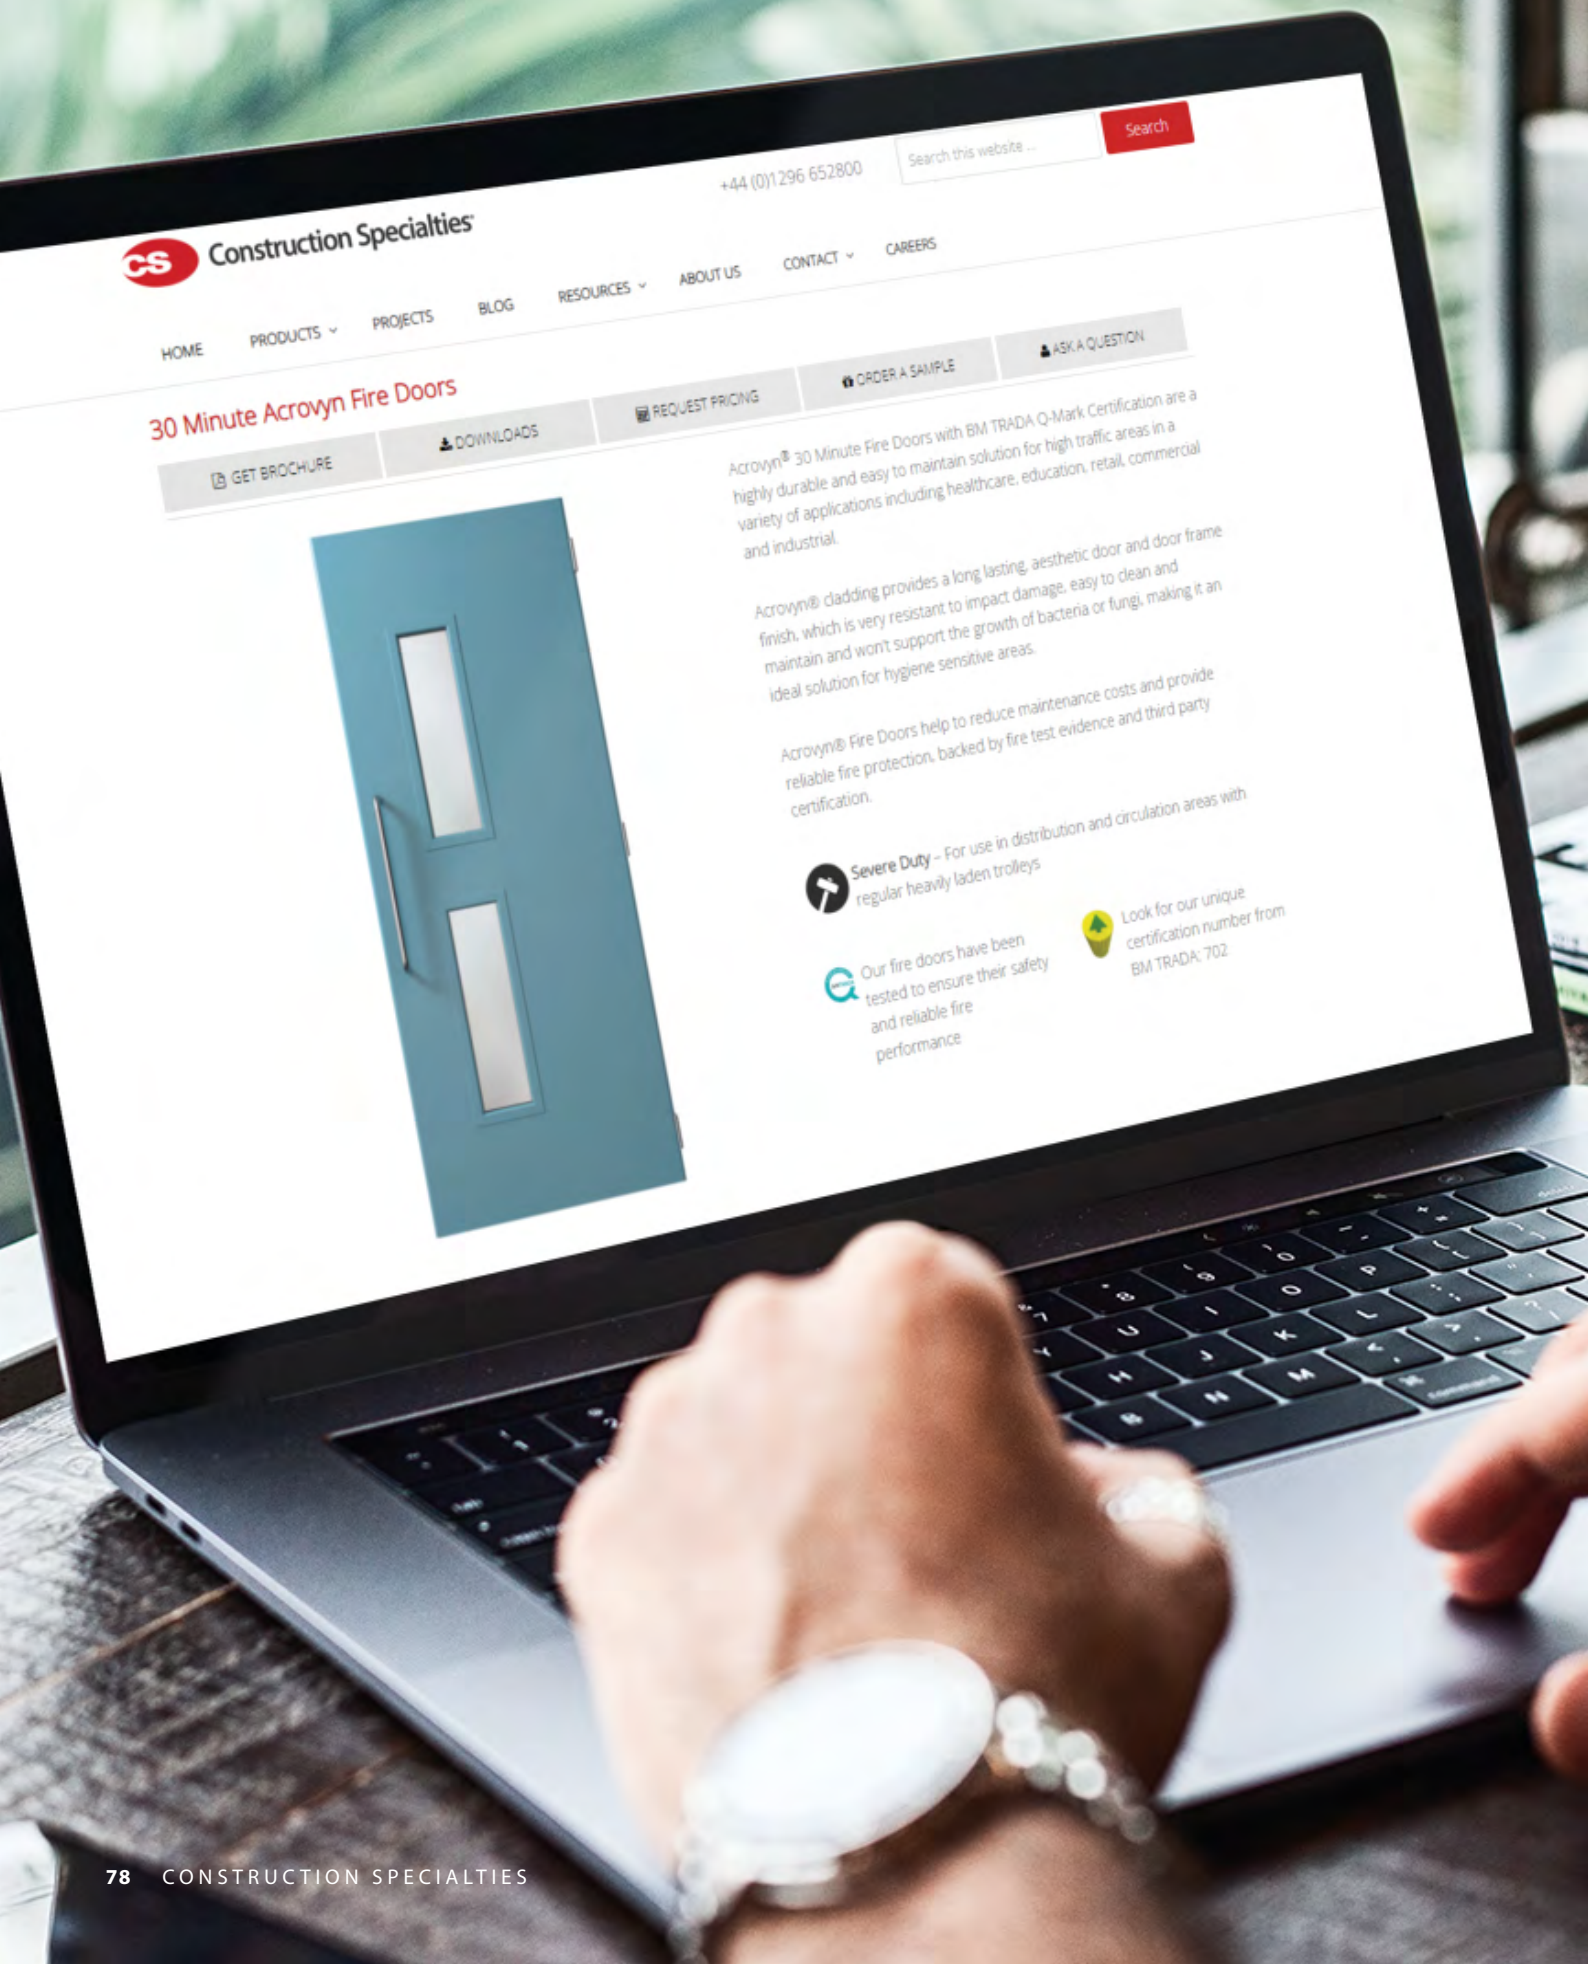 +44 (0)1296 652800
Search this website ...
Search
CS Construction Specialties
HOME
PRODUCTS
PROJECTS
BLOG
RESOURCES
ABOUT US
CONTACT
CAREERS
30 Minute Acrovyn Fire Doors
GET BROCHURE
DOWNLOADS
REQUEST PRICING
ORDER A SAMPLE
ASK A QUESTION
Acrovyn® 30 Minute Fire Doors with BM TRADA Q-Mark Certification are a
highly durable and easy to maintain solution for high traffic areas in a
variety of applications including healthcare, education, retail, commercial
and industrial.
Acrovyn® cladding provides a long lasting, aesthetic door and door frame
finish, which is very resistant to impact damage, easy to clean and
maintain and won't support the growth of bacteria or fungi, making it an
ideal solution for hygiene sensitive areas.
Acrovyn® Fire Doors help to reduce maintenance costs and provide
reliable fire protection, backed by fire test evidence and third party
certification.
Severe Duty – For use in distribution and circulation areas with
regular heavily laden trolleys
Our fire doors have been
tested to ensure their safety
and reliable fire
performance
Look for our unique
certification number from
BM TRADA: 702
7 8 9 0
Y U I O P
H J K L
B N M
command
tab
78 CONSTRUCTION SPECIALTIES